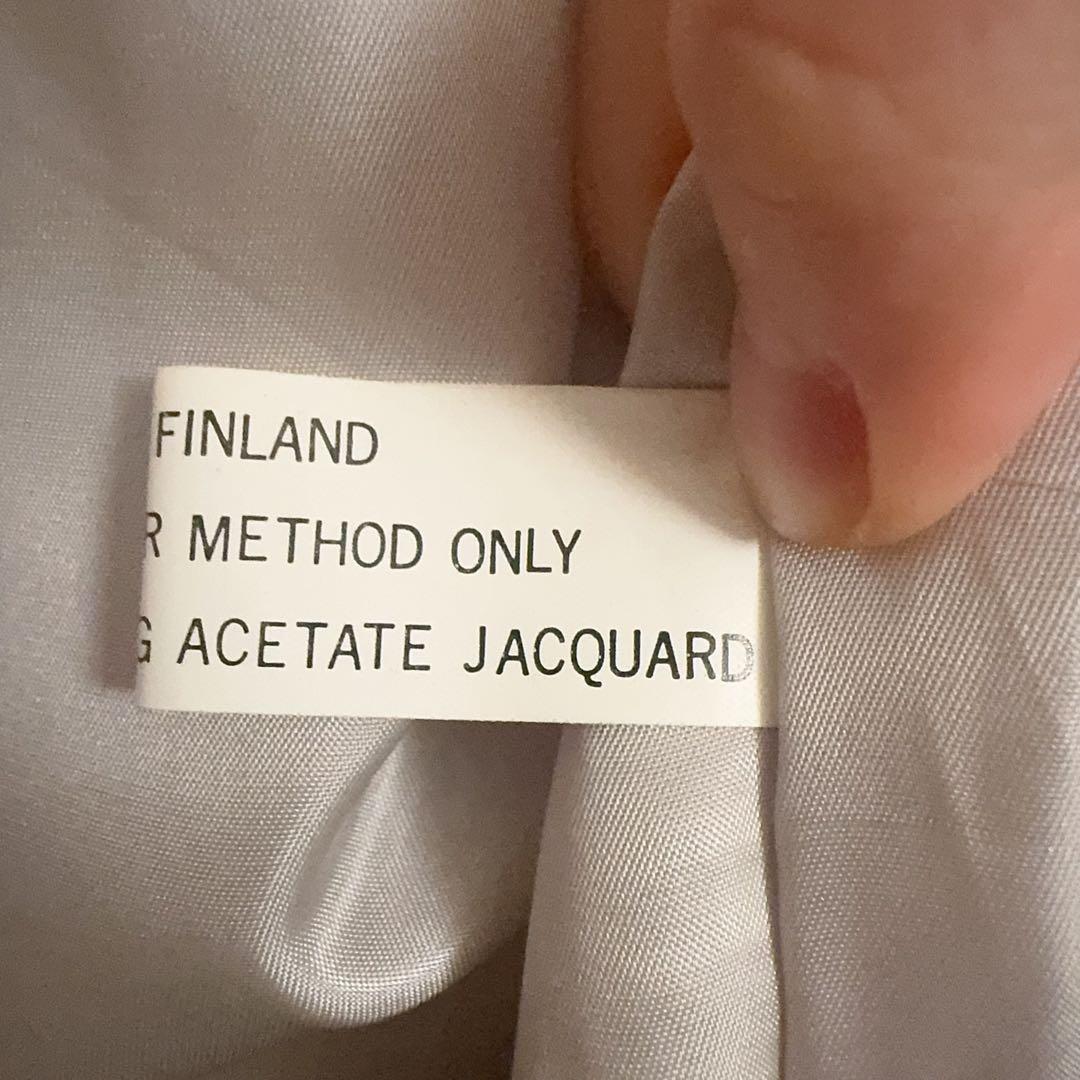 FINLAND
R METHOD ONLY
G ACETATE JACQUARD